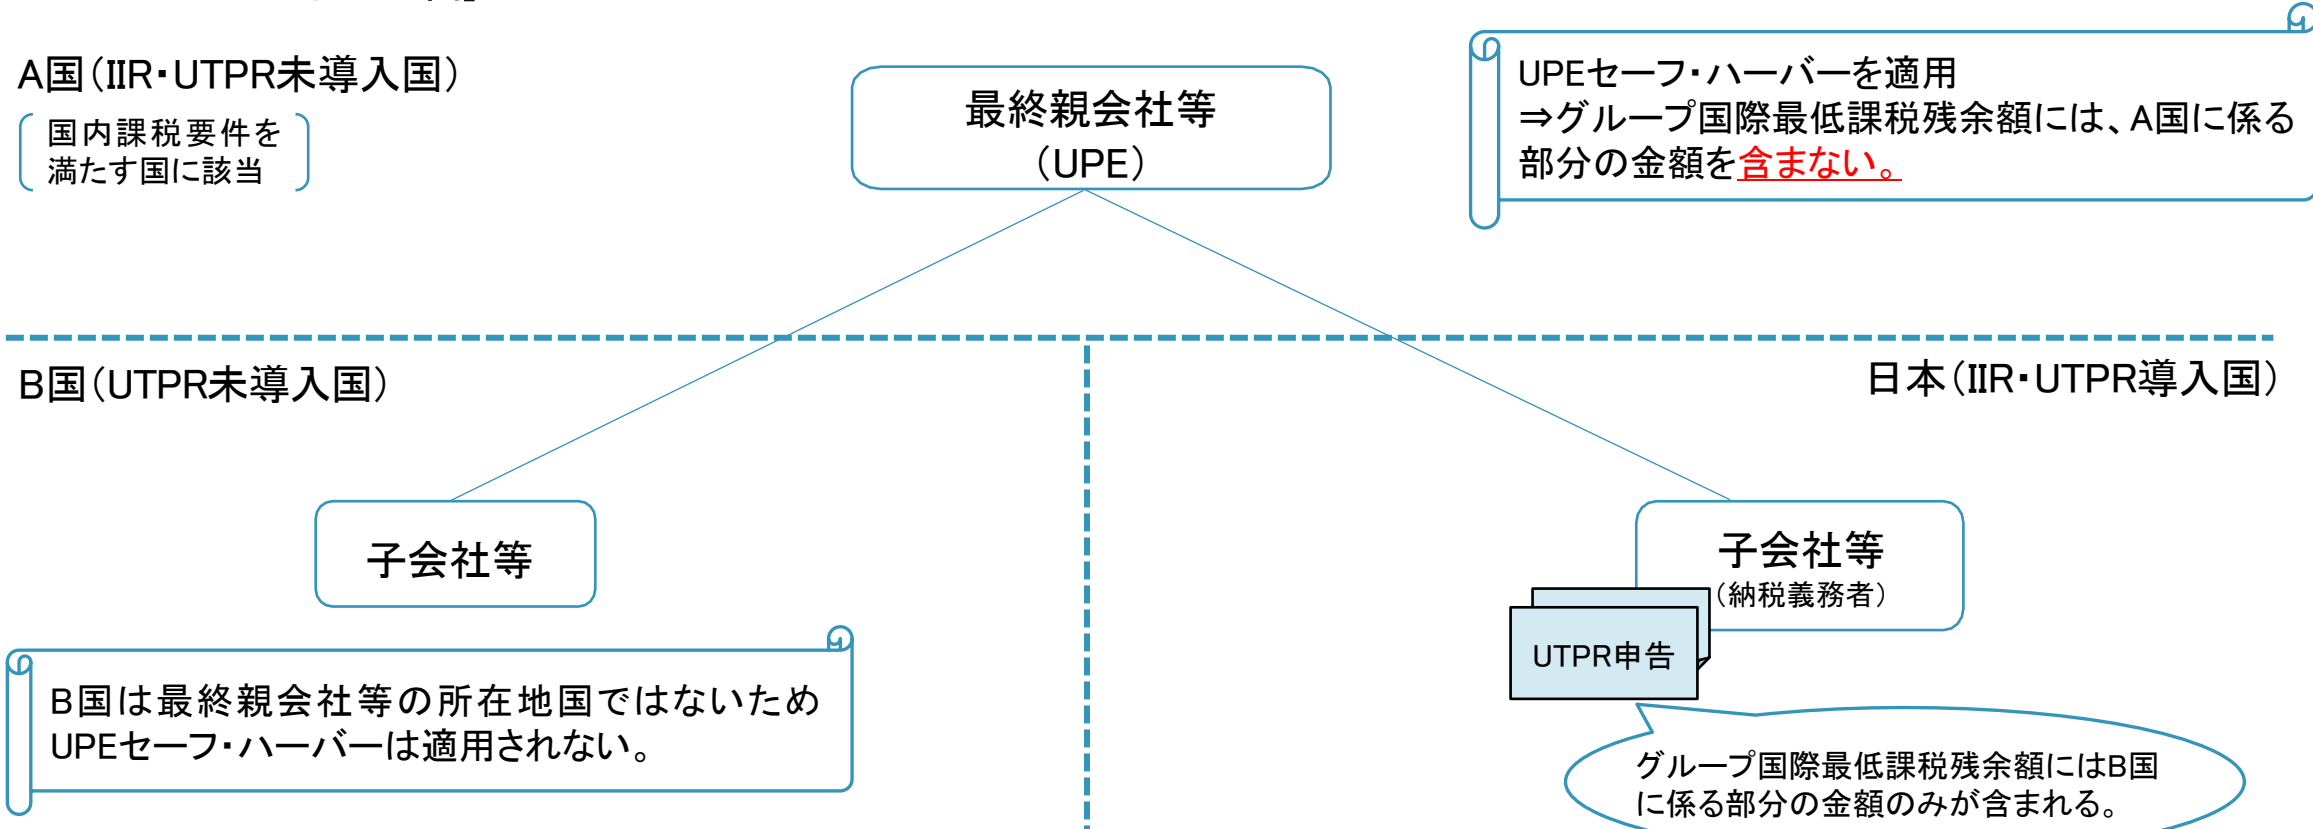 A国（IIR・UTPR未導入国）
国内課税要件を
満たす国に該当
最終親会社等
（UPE）
UPEセーフ・ハーバーを適用
⇒グループ国際最低課税残余額には、A国に係る
部分の金額を含まない。
B国（UTPR未導入国）
日本（IIR・UTPR導入国）
子会社等
子会社等
（納税義務者）
UTPR申告
B国は最終親会社等の所在地国ではないため
UPEセーフ・ハーバーは適用されない。
グループ国際最低課税残余額にはB国
に係る部分の金額のみが含まれる。